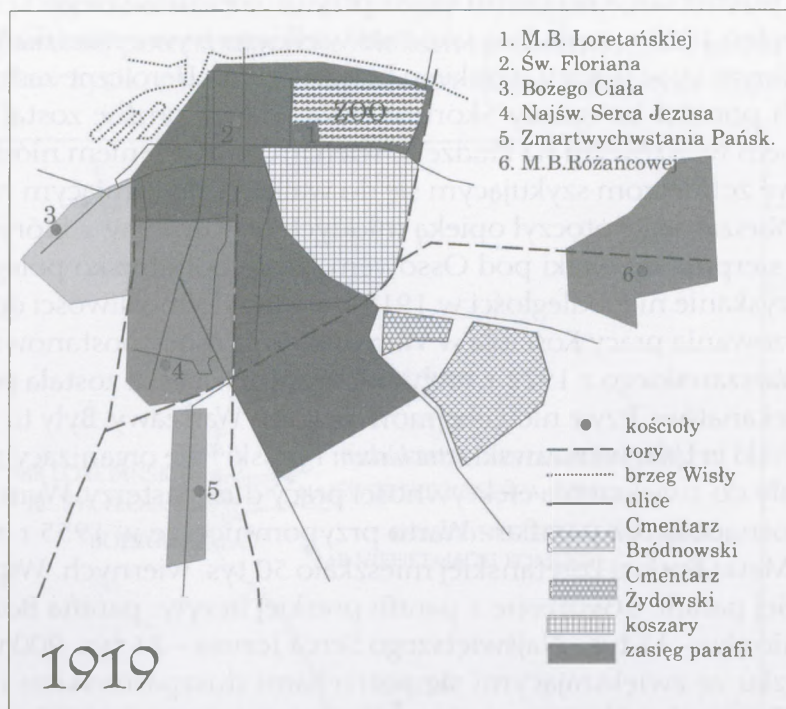 1. M.B. Loretańskiej
2. Św. Floriana
3. Bożego Ciała
4. Najśw. Serca Jezusa
5. Zmartwychwstania Pańsk.
6. M.B.Różańcowej
ZOO
2
3
6
4
5
kościoły
tory
brzeg Wisły
ulice
Cmentarz
Bródnowski
Cmentarz
Żydowski
koszary
zasięg parafii
1919